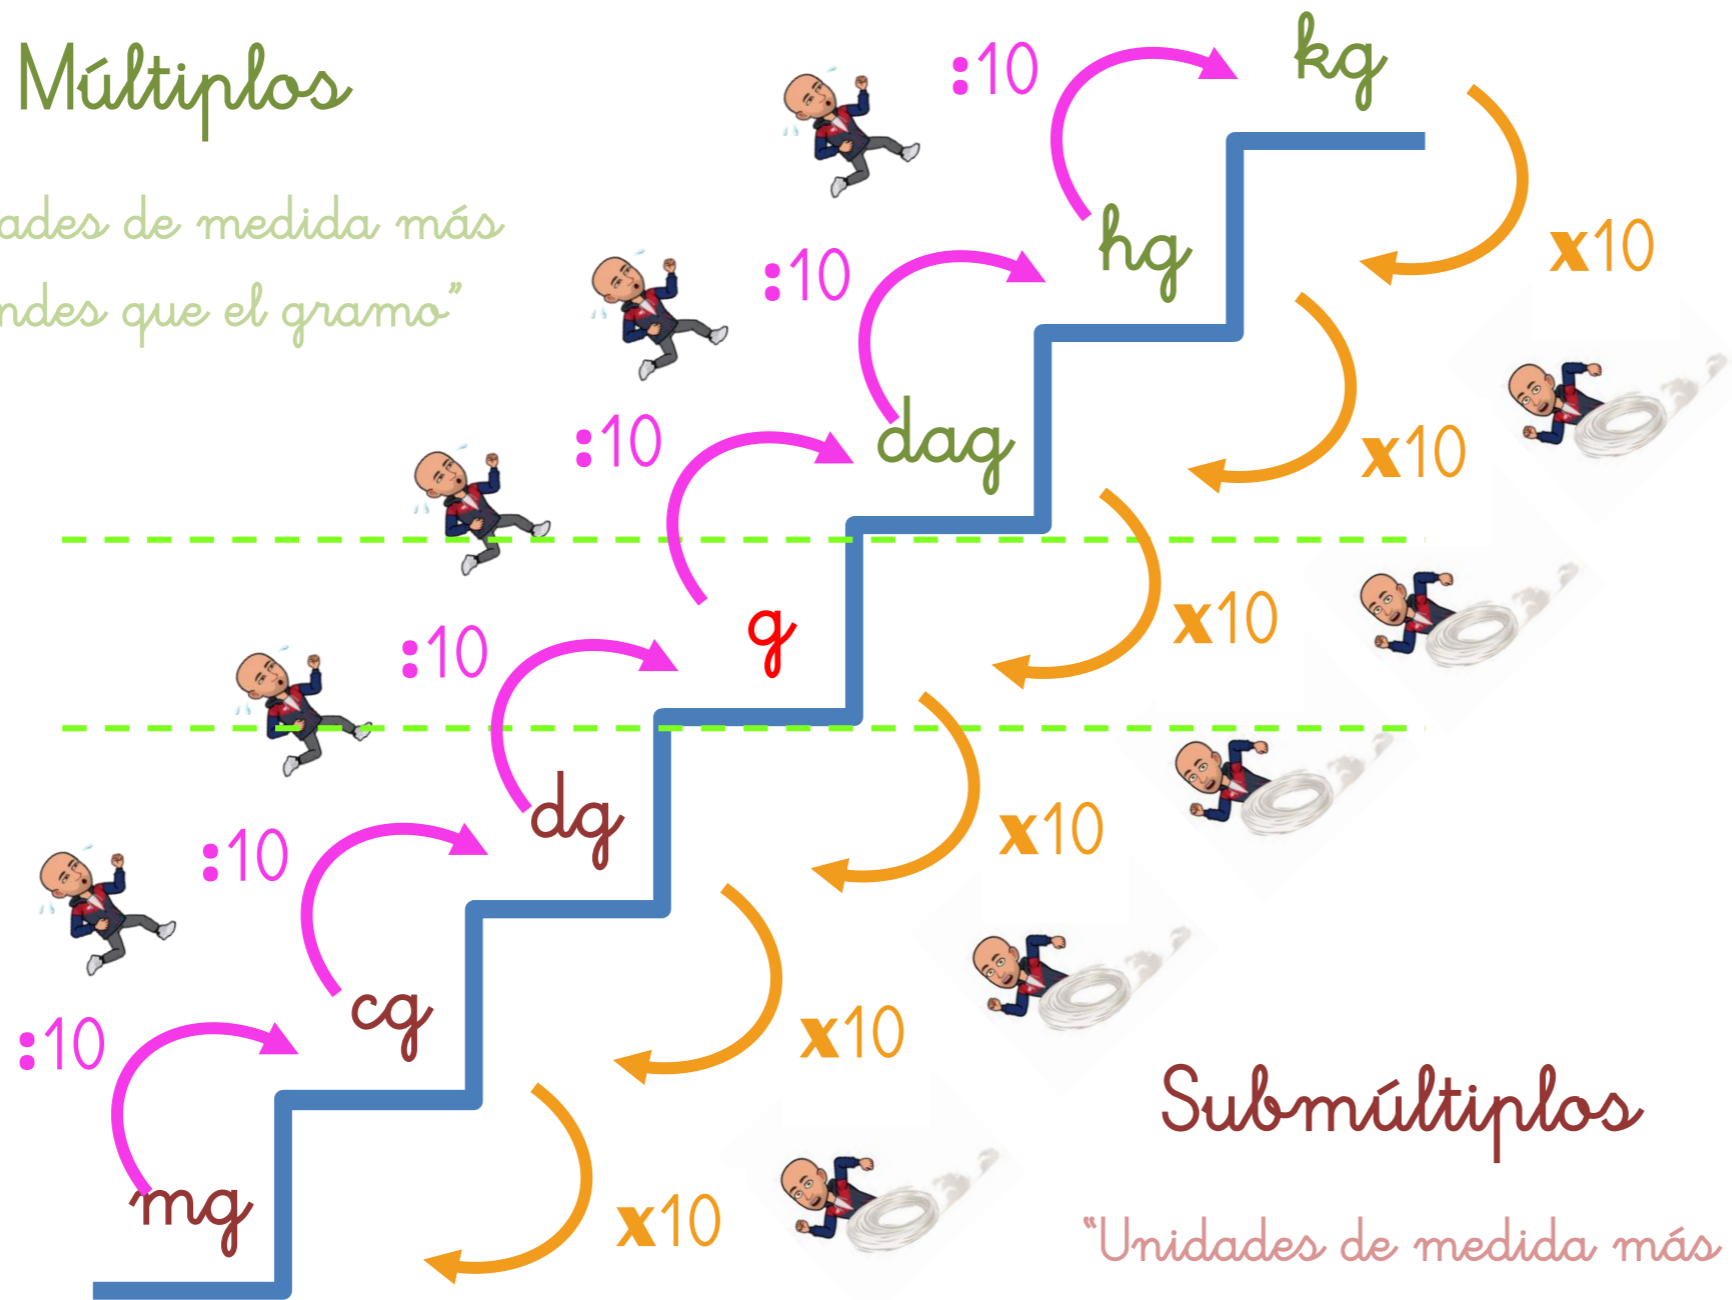 Múltiplos
ades de medida más
ndes que el gramo”
:10
kg
x10
:10
hg
x10
:10
dag
x10
:10
g
x10
:10
dg
x10
:10
cg
x10
mg
Submúltiplos
“Unidades de medida más